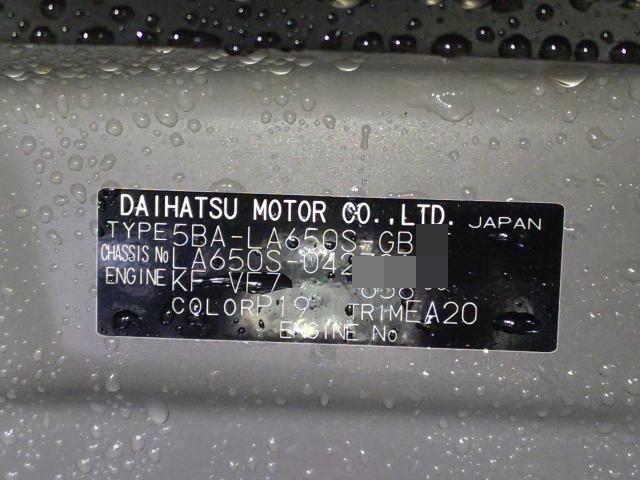 DAIHATSU MOTOR CO.,LTD. JAPAN
TYPE 5BA-LA650S-GB
CHASSIS No LA650S-042
ENGINE KF-VE7 658
COLOR P19 TRIM EA20
ENGINE No